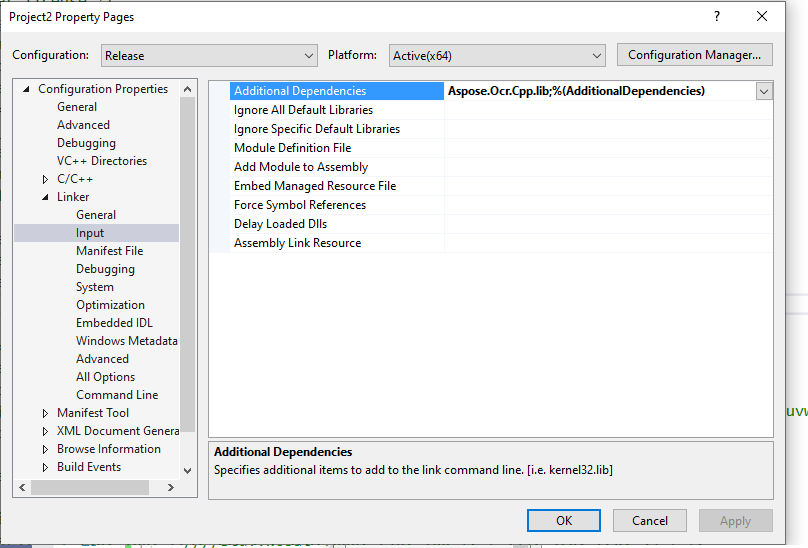 Project2 Property Pages ?
Configuration: Release Platform: Active(x64) Configuration Manager...
Configuration Properties
General
Advanced
Debugging
VC++ Directories
C/C++
Linker
General
Input
Manifest File
Debugging
System
Optimization
Embedded IDL
Windows Metadata
Advanced
All Options
Command Line
Manifest Tool
XML Document Genera
Browse Information
Build Events
Additional Dependencies Aspose.Ocr.Cpp.lib;%(AdditionalDependencies)
Ignore All Default Libraries
Ignore Specific Default Libraries
Module Definition File
Add Module to Assembly
Embed Managed Resource File
Force Symbol References
Delay Loaded Dlls
Assembly Link Resource
uvw
Additional Dependencies
Specifies additional items to add to the link command line. [i.e. kernel32.lib]
OK Cancel Apply